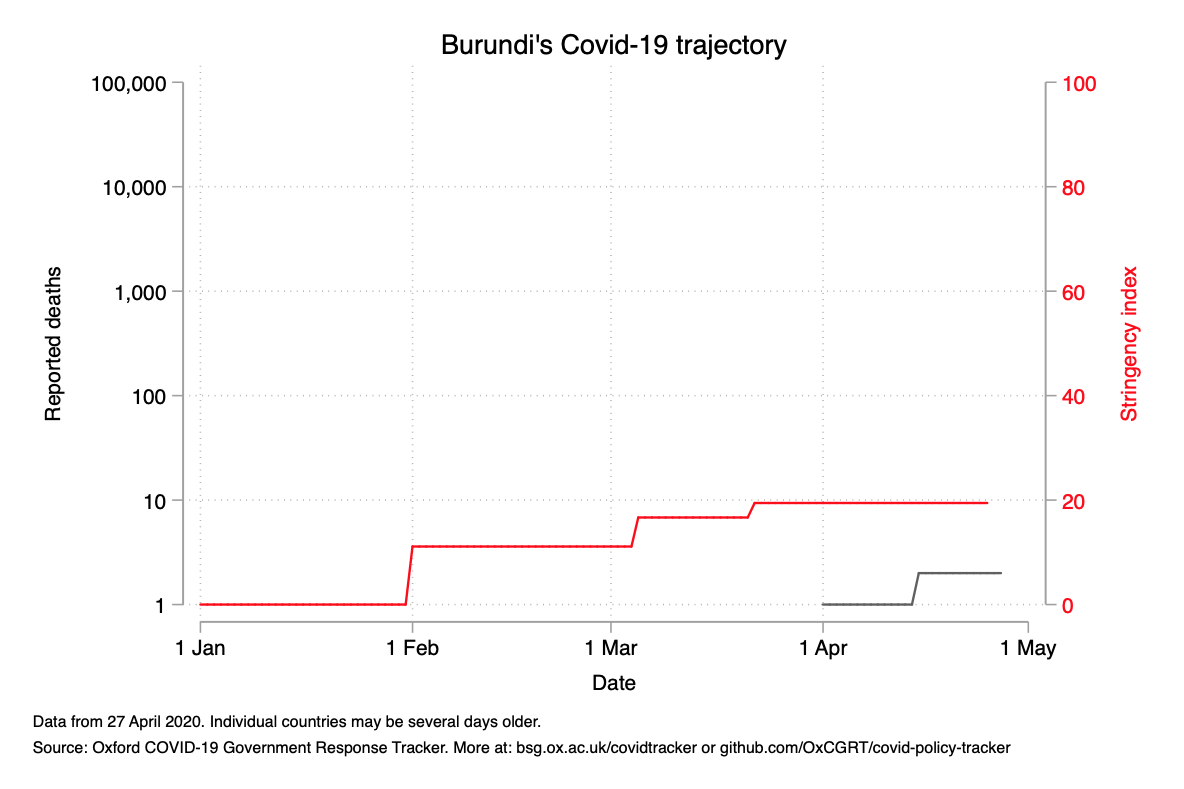 Burundi's Covid-19 trajectory
100,000
10,000
1,000
100
10
1
Reported deaths
100
80
60
40
20
0
Stringency index
1 Jan 1 Feb 1 Mar 1 Apr 1 May
Date
Data from 27 April 2020. Individual countries may be several days older.
Source: Oxford COVID-19 Government Response Tracker. More at: bsg.ox.ac.uk/covidtracker or github.com/OxCGRT/covid-policy-tracker